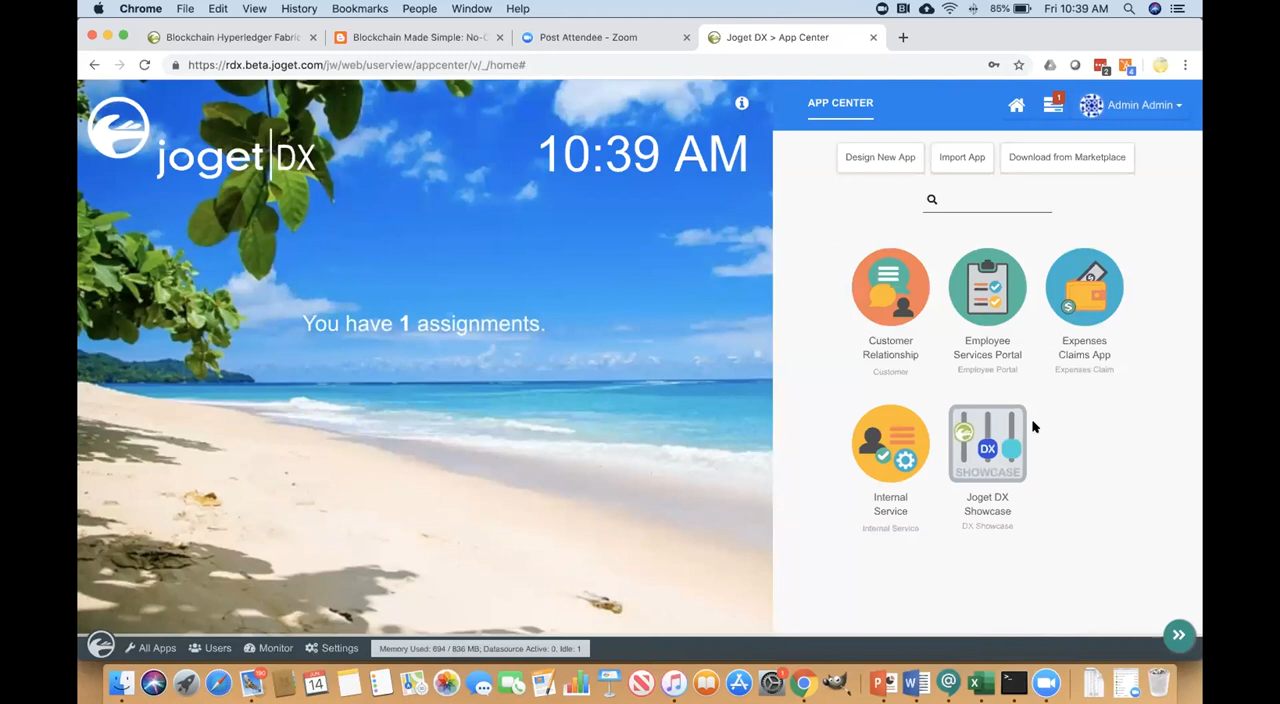 Chrome File Edit View History Bookmarks People Window Help 85% Fri 10:39 AM
Blockchain Hyperledger Fabric
Blockchain Made Simple: No-C
Post Attendee - Zoom
Joget DX > App Center
https://rdx.beta.joget.com/jw/web/userview/appcenter/v/_/home#
2
4
joget DX
10:39 AM
You have 1 assignments.
APP CENTER
1
Admin Admin
Design New App
Import App
Download from Marketplace
Customer
Relationship
Customer
Employee
Services Portal
Employee Portal
Expenses
Claims App
Expenses Claim
Internal
Service
Internal Service
DX
SHOWCASE
Joget DX
Showcase
DX Showcase
All Apps Users Monitor Settings Memory Used: 694 / 836 MB; Datasource Active: 0, Idle: 1
JUN
14